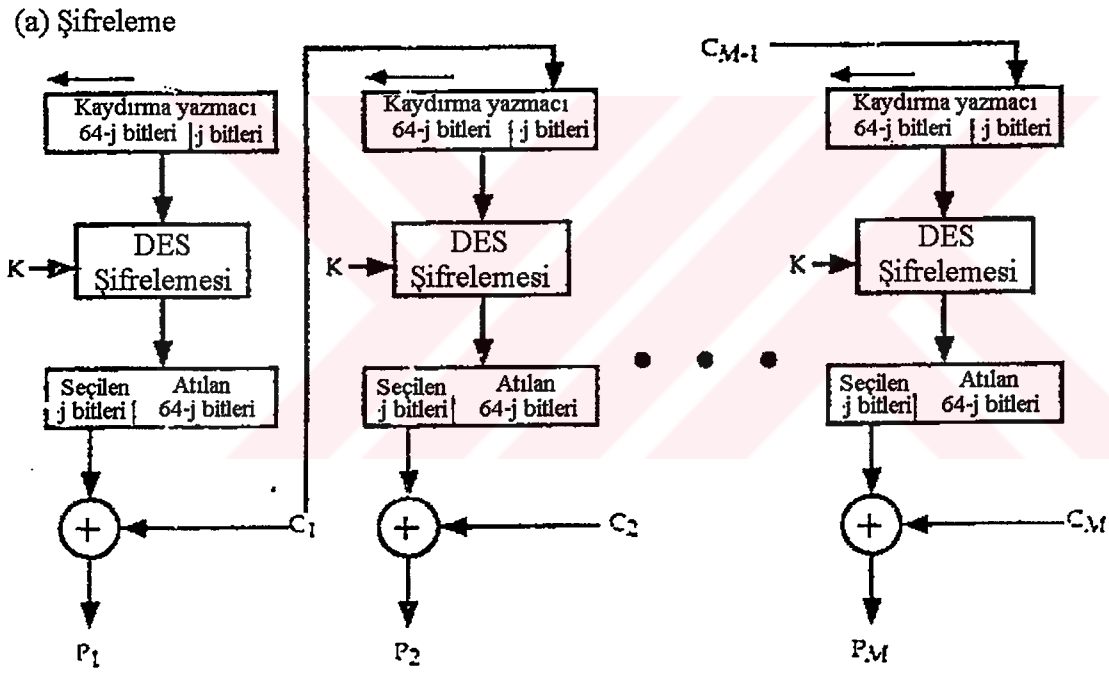 (a) Şifreleme
C_M-1
Kaydırma yazmacı
64-j bitleri | j bitleri
Kaydırma yazmacı
64-j bitleri | j bitleri
Kaydırma yazmacı
64-j bitleri | j bitleri
K
DES
Şifrelemesi
K
DES
Şifrelemesi
K
DES
Şifrelemesi
Seçilen
j bitleri
Atılan
64-j bitleri
Seçilen
j bitleri
Atılan
64-j bitleri
Seçilen
j bitleri
Atılan
64-j bitleri
+
C1
+
C2
+
CM
P1
P2
PM